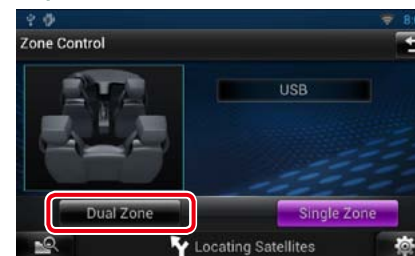 Zone Control
USB
Dual Zone
Single Zone
Locating Satellites